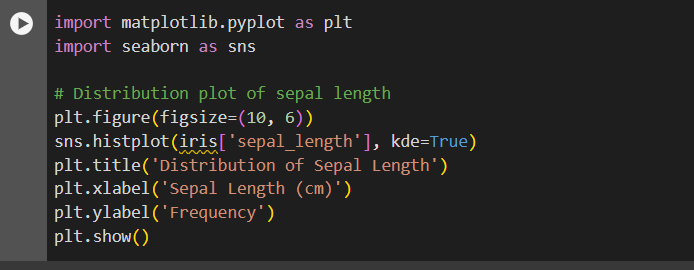 import matplotlib.pyplot as plt
import seaborn as sns

# Distribution plot of sepal length
plt.figure(figsize=(10, 6))
sns.histplot(iris['sepal_length'], kde=True)
plt.title('Distribution of Sepal Length')
plt.xlabel('Sepal Length (cm)')
plt.ylabel('Frequency')
plt.show()